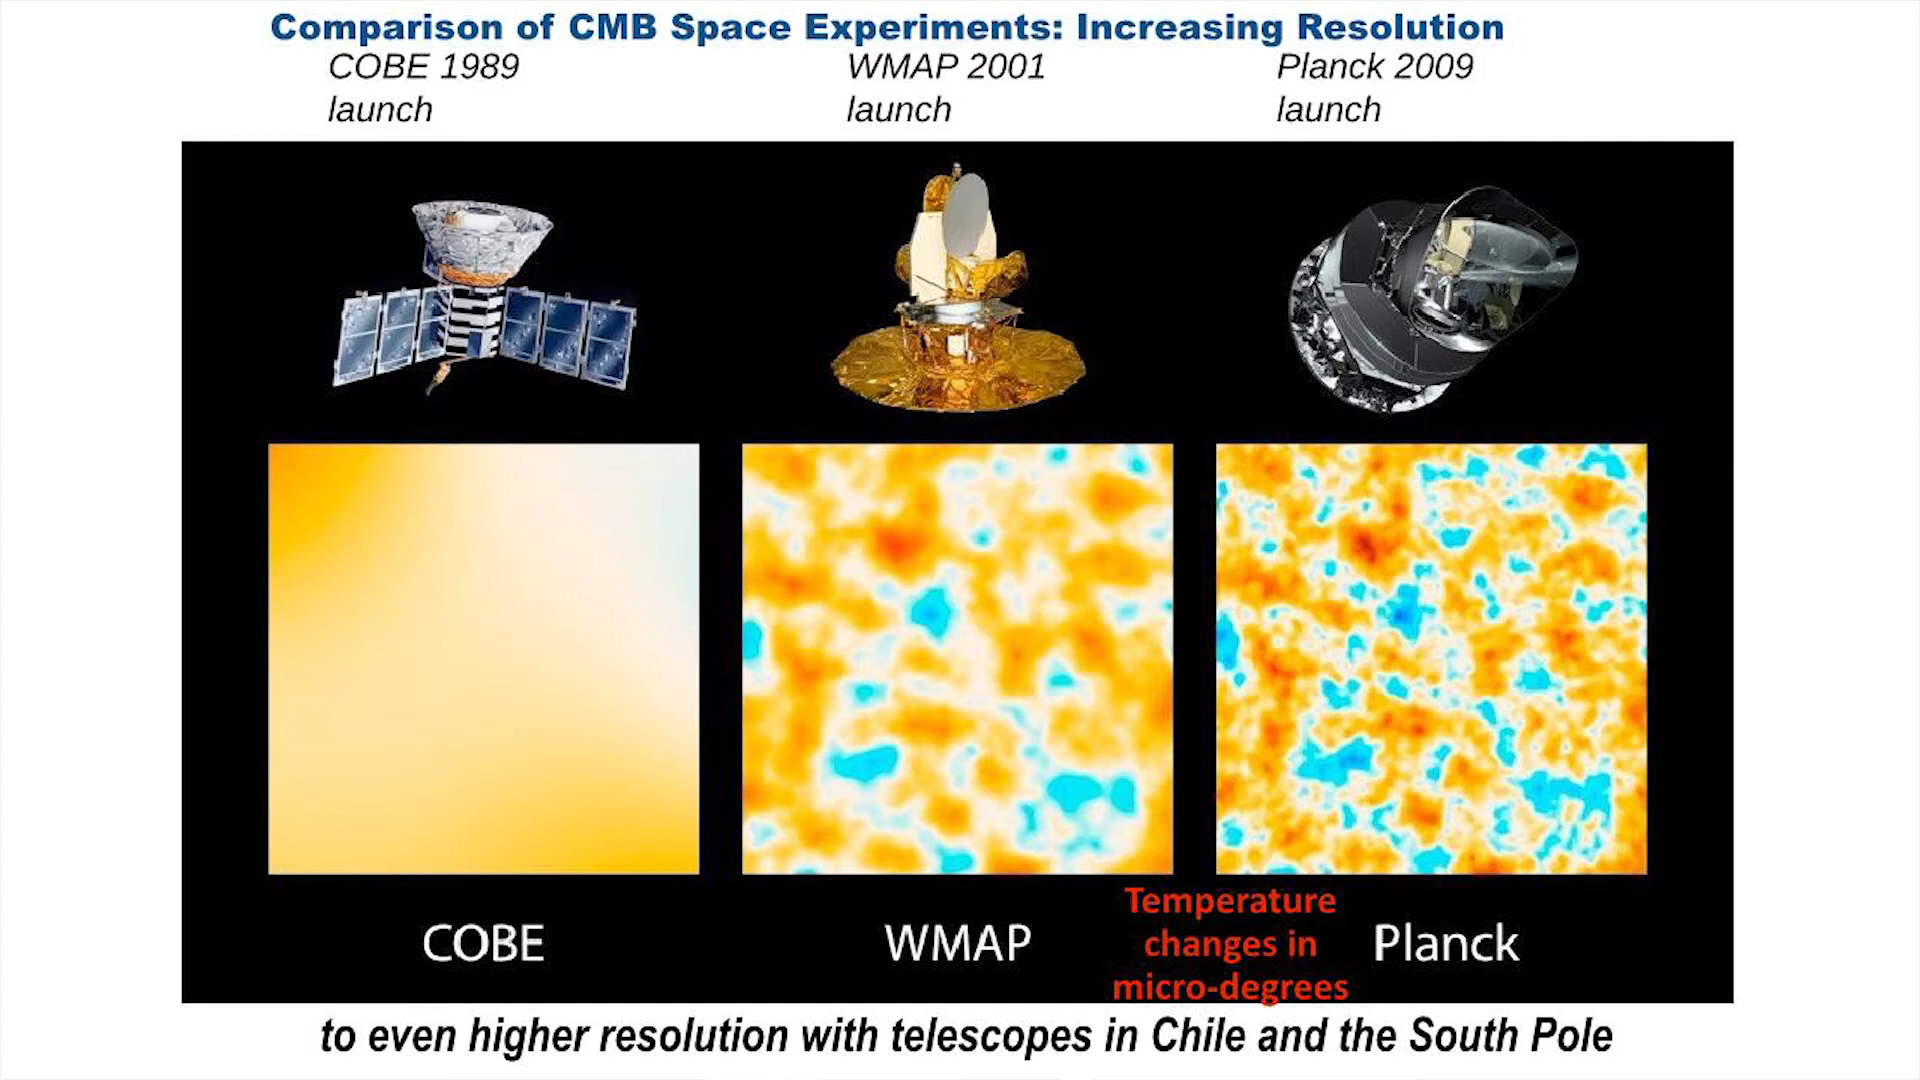 Comparison of CMB Space Experiments: Increasing Resolution
COBE 1989
launch
WMAP 2001
launch
Planck 2009
launch
COBE
WMAP
Temperature
changes in
micro-degrees
Planck
to even higher resolution with telescopes in Chile and the South Pole